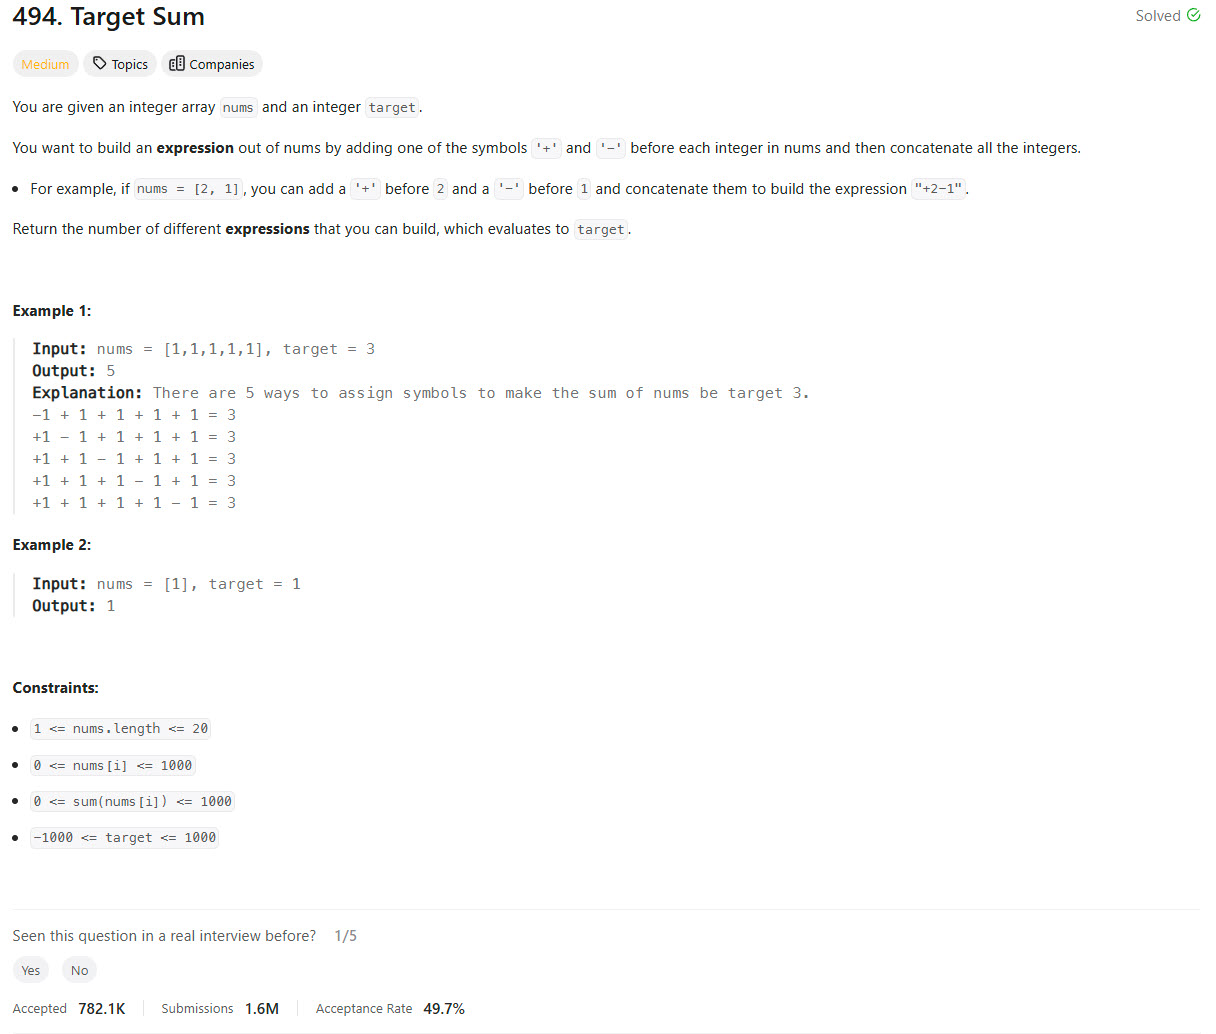 494. Target Sum
Solved
Medium Topics Companies
You are given an integer array nums and an integer target.
You want to build an expression out of nums by adding one of the symbols '+' and '-' before each integer in nums and then concatenate all the integers.
• For example, if nums = [2, 1], you can add a '+' before 2 and a '-' before 1 and concatenate them to build the expression "+2-1".
Return the number of different expressions that you can build, which evaluates to target.
Example 1:
Input: nums = [1,1,1,1,1], target = 3
Output: 5
Explanation: There are 5 ways to assign symbols to make the sum of nums be target 3.
-1 + 1 + 1 + 1 + 1 = 3
+1 - 1 + 1 + 1 + 1 = 3
+1 + 1 - 1 + 1 + 1 = 3
+1 + 1 + 1 - 1 + 1 = 3
+1 + 1 + 1 + 1 - 1 = 3
Example 2:
Input: nums = [1], target = 1
Output: 1
Constraints:
• 1 <= nums.length <= 20
• 0 <= nums[i] <= 1000
• 0 <= sum(nums[i]) <= 1000
• -1000 <= target <= 1000
Seen this question in a real interview before? 1/5
Yes No
Accepted 782.1K Submissions 1.6M Acceptance Rate 49.7%